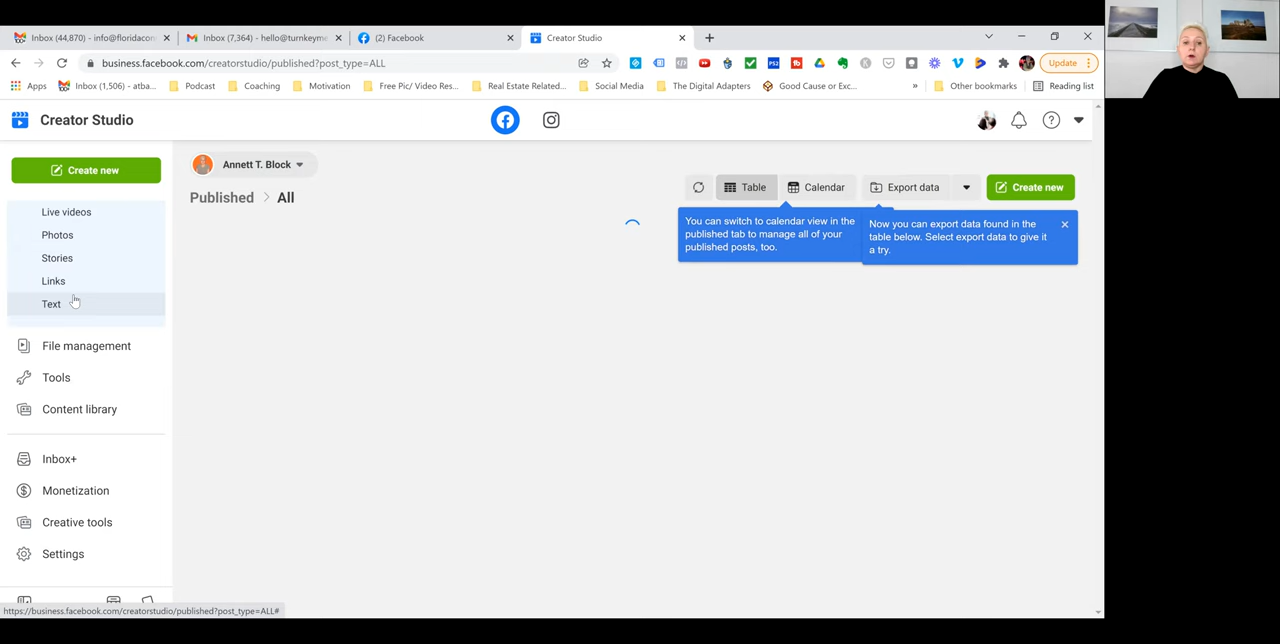 Inbox (44,870) - info@floridacon
Inbox (7,364) - hello@turnkeyme
(2) Facebook
Creator Studio
business.facebook.com/creatorstudio/published?post_type=ALL
Update
Apps
Inbox (1,506) - atba...
Podcast
Coaching
Motivation
Free Pic/ Video Res...
Real Estate Related...
Social Media
The Digital Adapters
Good Cause or Exc...
»
Other bookmarks
Reading list
Creator Studio
Create new
Live videos
Photos
Stories
Links
Text
File management
Tools
Content library
Inbox+
Monetization
Creative tools
Settings
Annett T. Block
Published > All
Table
Calendar
Export data
Create new
You can switch to calendar view in the
published tab to manage all of your
published posts, too.
Now you can export data found in the
table below. Select export data to give it
a try.
https://business.facebook.com/creatorstudio/published?post_type=ALL#